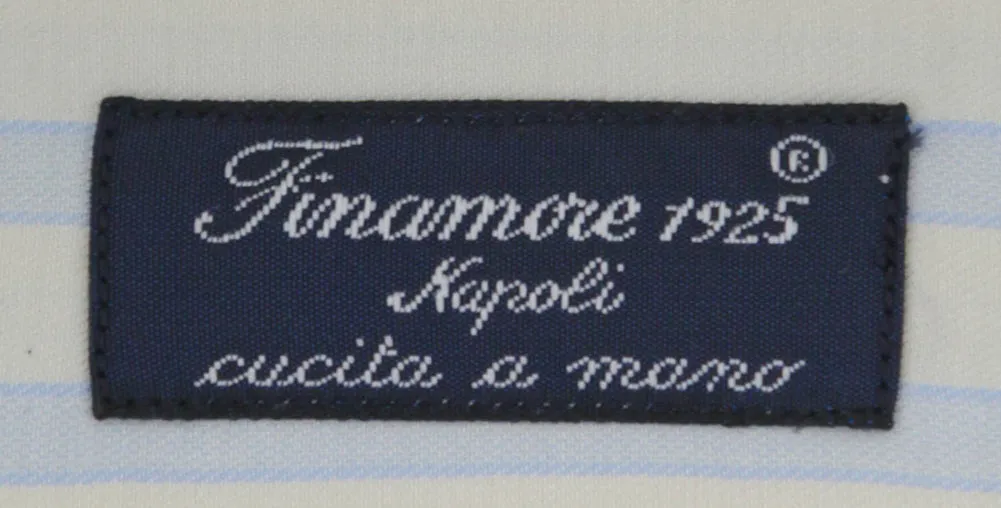 Finamore 1925®
Napoli
cucita a mano